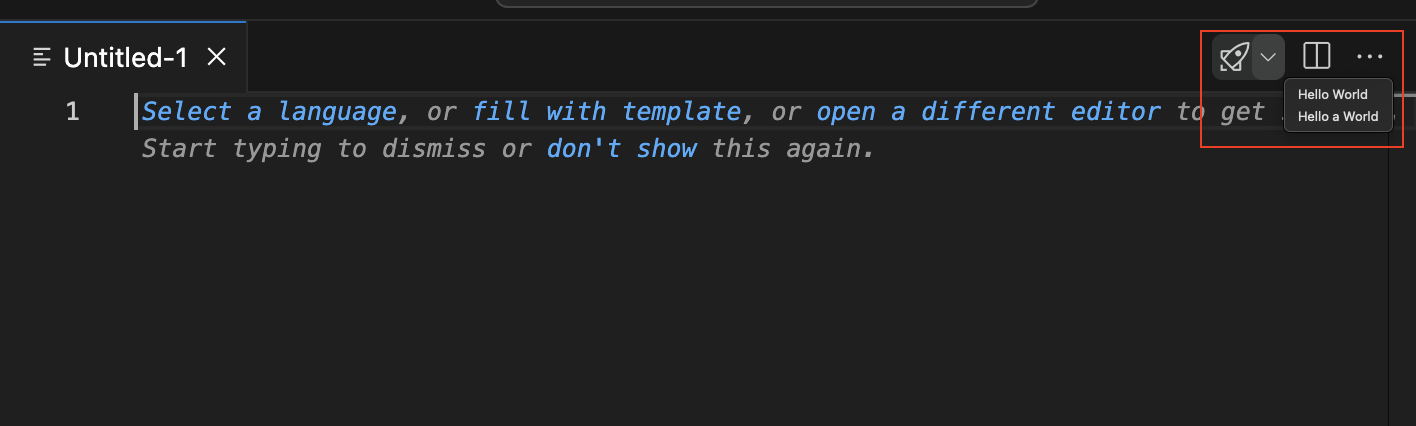 Untitled-1
1
Select a language, or fill with template, or open a different editor to get
Start typing to dismiss or don't show this again.
Hello World
Hello a World